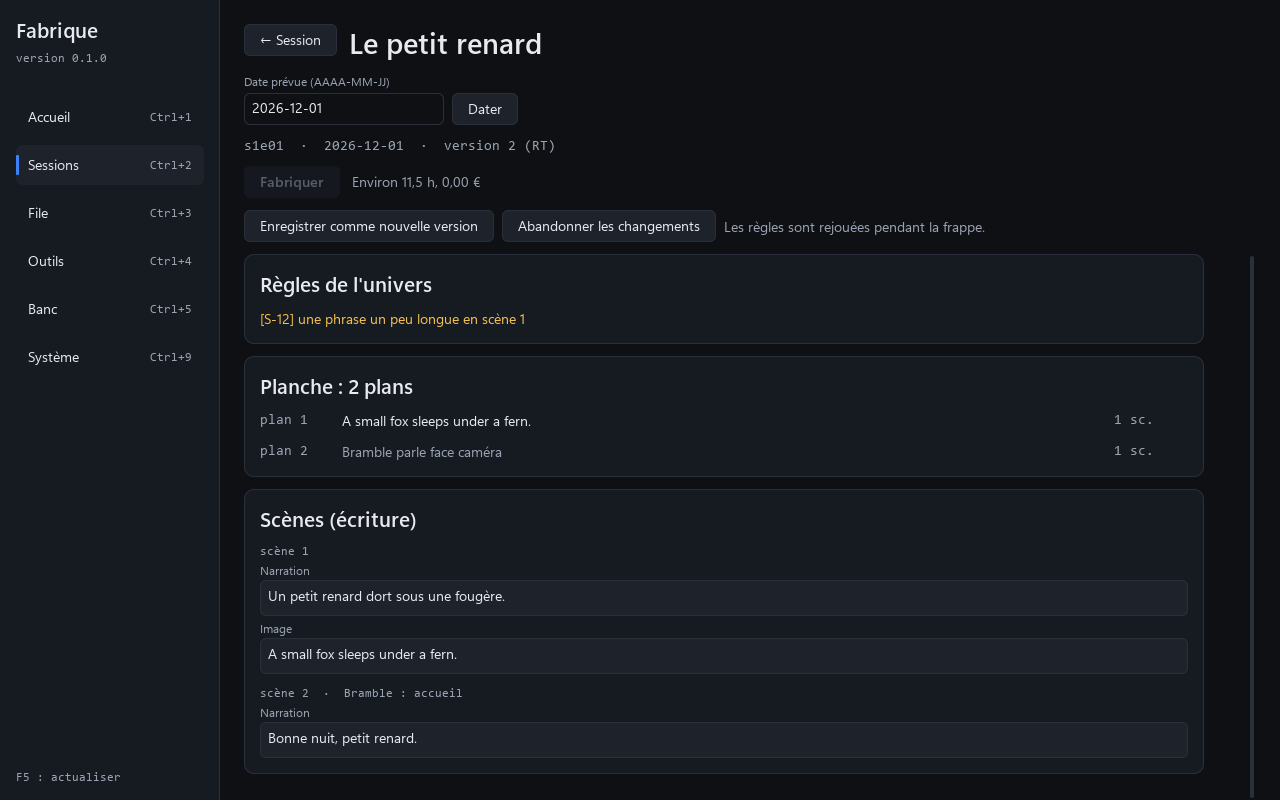 Fabrique
version 0.1.0
Accueil Ctrl+1
Sessions Ctrl+2
File Ctrl+3
Outils Ctrl+4
Banc Ctrl+5
Système Ctrl+9
F5 : actualiser
← Session Le petit renard
Date prévue (AAAA-MM-JJ)
2026-12-01 Dater
s1e01 · 2026-12-01 · version 2 (RT)
Fabriquer Environ 11,5 h, 0,00 €
Enregistrer comme nouvelle version Abandonner les changements Les règles sont rejouées pendant la frappe.
Règles de l'univers
[S-12] une phrase un peu longue en scène 1
Planche : 2 plans
plan 1 A small fox sleeps under a fern. 1 sc.
plan 2 Bramble parle face caméra 1 sc.
Scènes (écriture)
scène 1
Narration
Un petit renard dort sous une fougère.
Image
A small fox sleeps under a fern.
scène 2 · Bramble : accueil
Narration
Bonne nuit, petit renard.